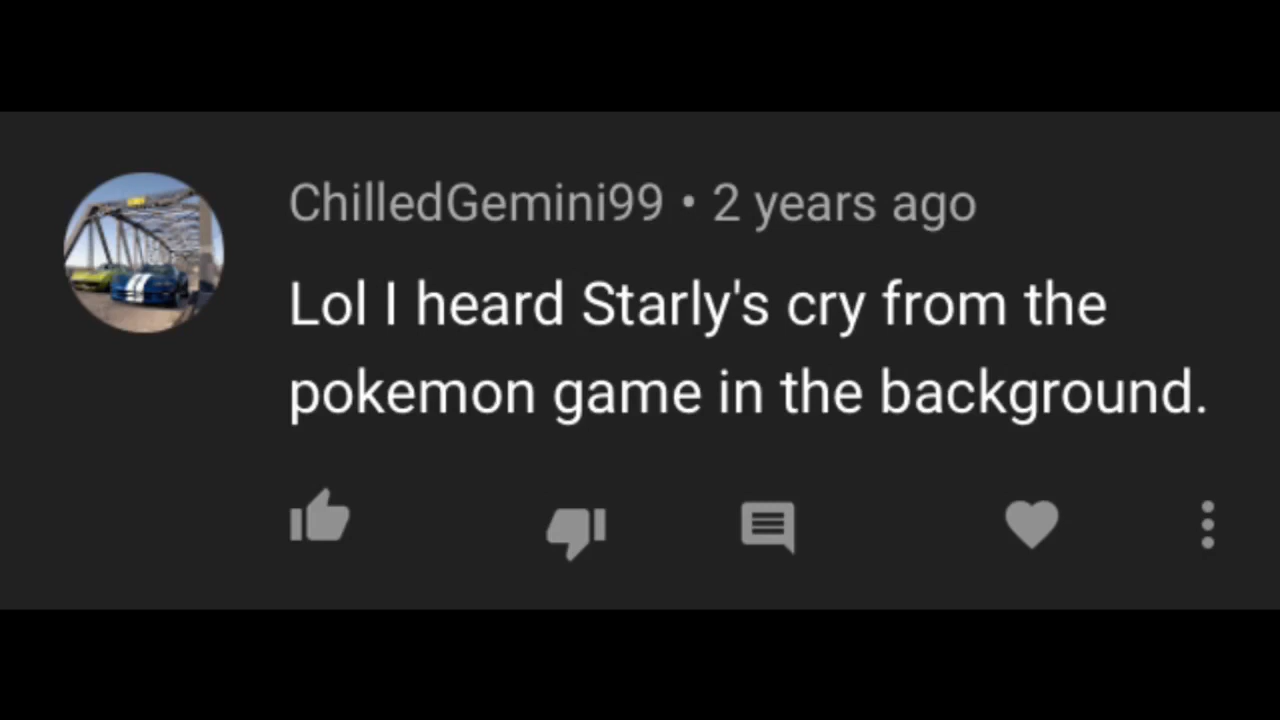 ChilledGemini99 • 2 years ago
Lol I heard Starly's cry from the
pokemon game in the background.